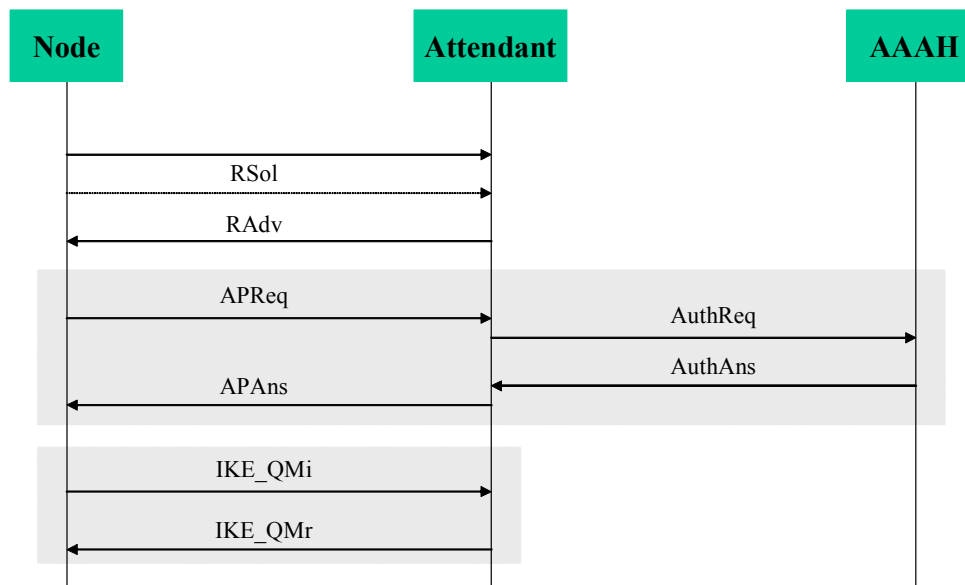 Node
Attendant
AAAH
RSol
RAdv
APReq
AuthReq
AuthAns
APAns
IKE_QMi
IKE_QMr